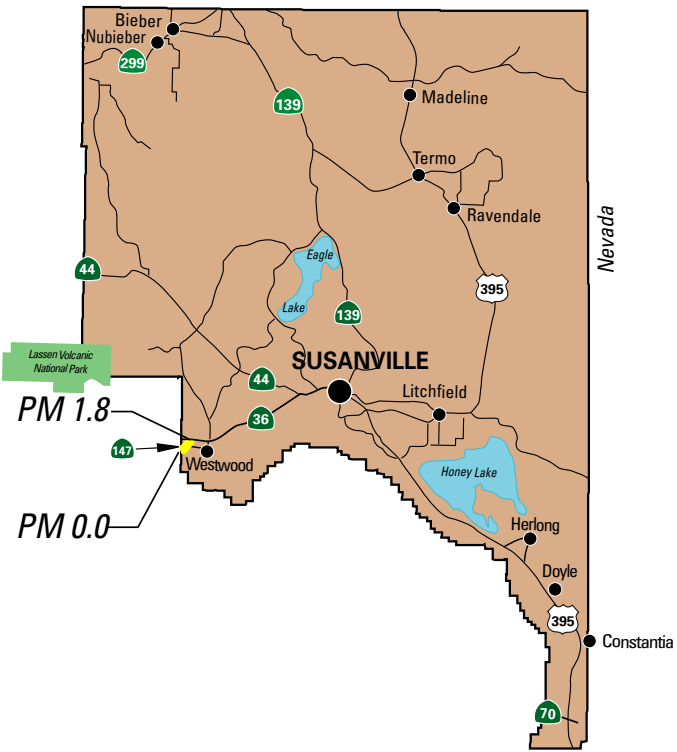 Bieber
Nubieber
299
139
Madeline
Termo
Ravendale
Nevada
44
Eagle
Lake
395
139
Lassen Volcanic
National Park
SUSANVILLE
44
Litchfield
PM 1.8
36
147
Westwood
Honey Lake
PM 0.0
Herlong
Doyle
395
Constantia
70